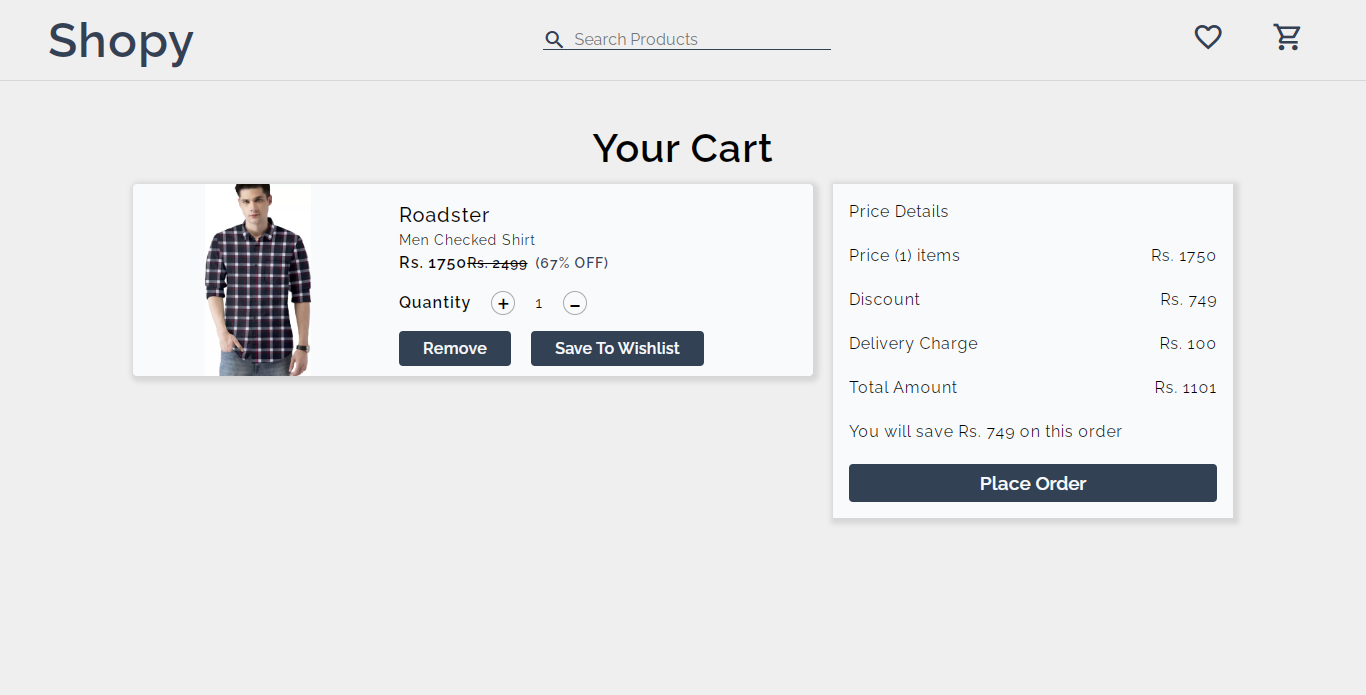 Shopy
Search Products
Your Cart
Roadster
Men Checked Shirt
Rs. 1750Rs. 2499 (67% OFF)
Quantity + 1 -
Remove Save To Wishlist
Price Details
Price (1) items Rs. 1750
Discount Rs. 749
Delivery Charge Rs. 100
Total Amount Rs. 1101
You will save Rs. 749 on this order
Place Order